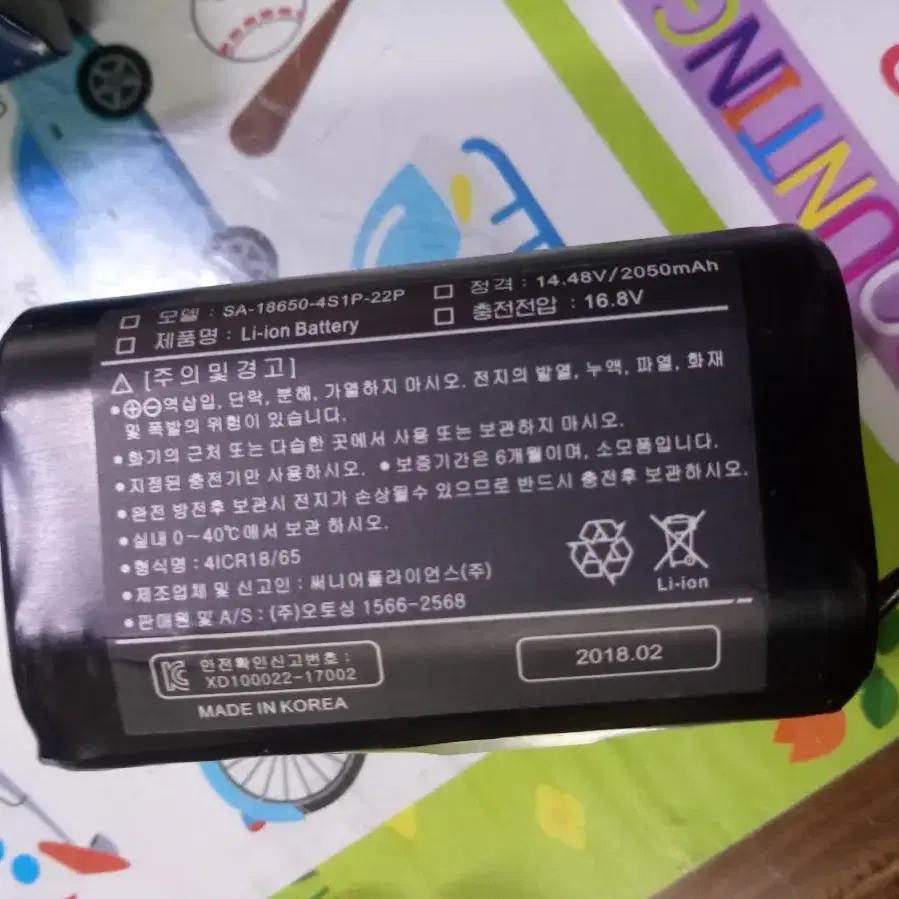 COUNTING
□ 모델 : SA-18650-4S1P-22P □ 정격 : 14.48V/2050mAh
□ 제품명 : Li-ion Battery □ 충전전압 : 16.8V
⚠ [주의 및 경고]
• ⊕⊖역삽입, 단락, 분해, 가열하지 마시오. 전지의 발열, 누액, 파열, 화재
및 폭발의 위험이 있습니다.
• 화기의 근처 또는 다습한 곳에서 사용 또는 보관하지 마시오.
• 지정된 충전기만 사용하시오. • 보증기간은 6개월이며, 소모품입니다.
• 완전 방전후 보관시 전지가 손상될수 있으므로 반드시 충전후 보관하시오.
• 실내 0~40℃에서 보관 하시오.
• 형식명 : 4ICR18/65
• 제조업체 및 신고인 : 써니어플라이언스(주)
• 판매원 및 A/S : (주)오토싱 1566-2568
Li-ion
안전확인신고번호 :
XD100022-17002
2018.02
MADE IN KOREA